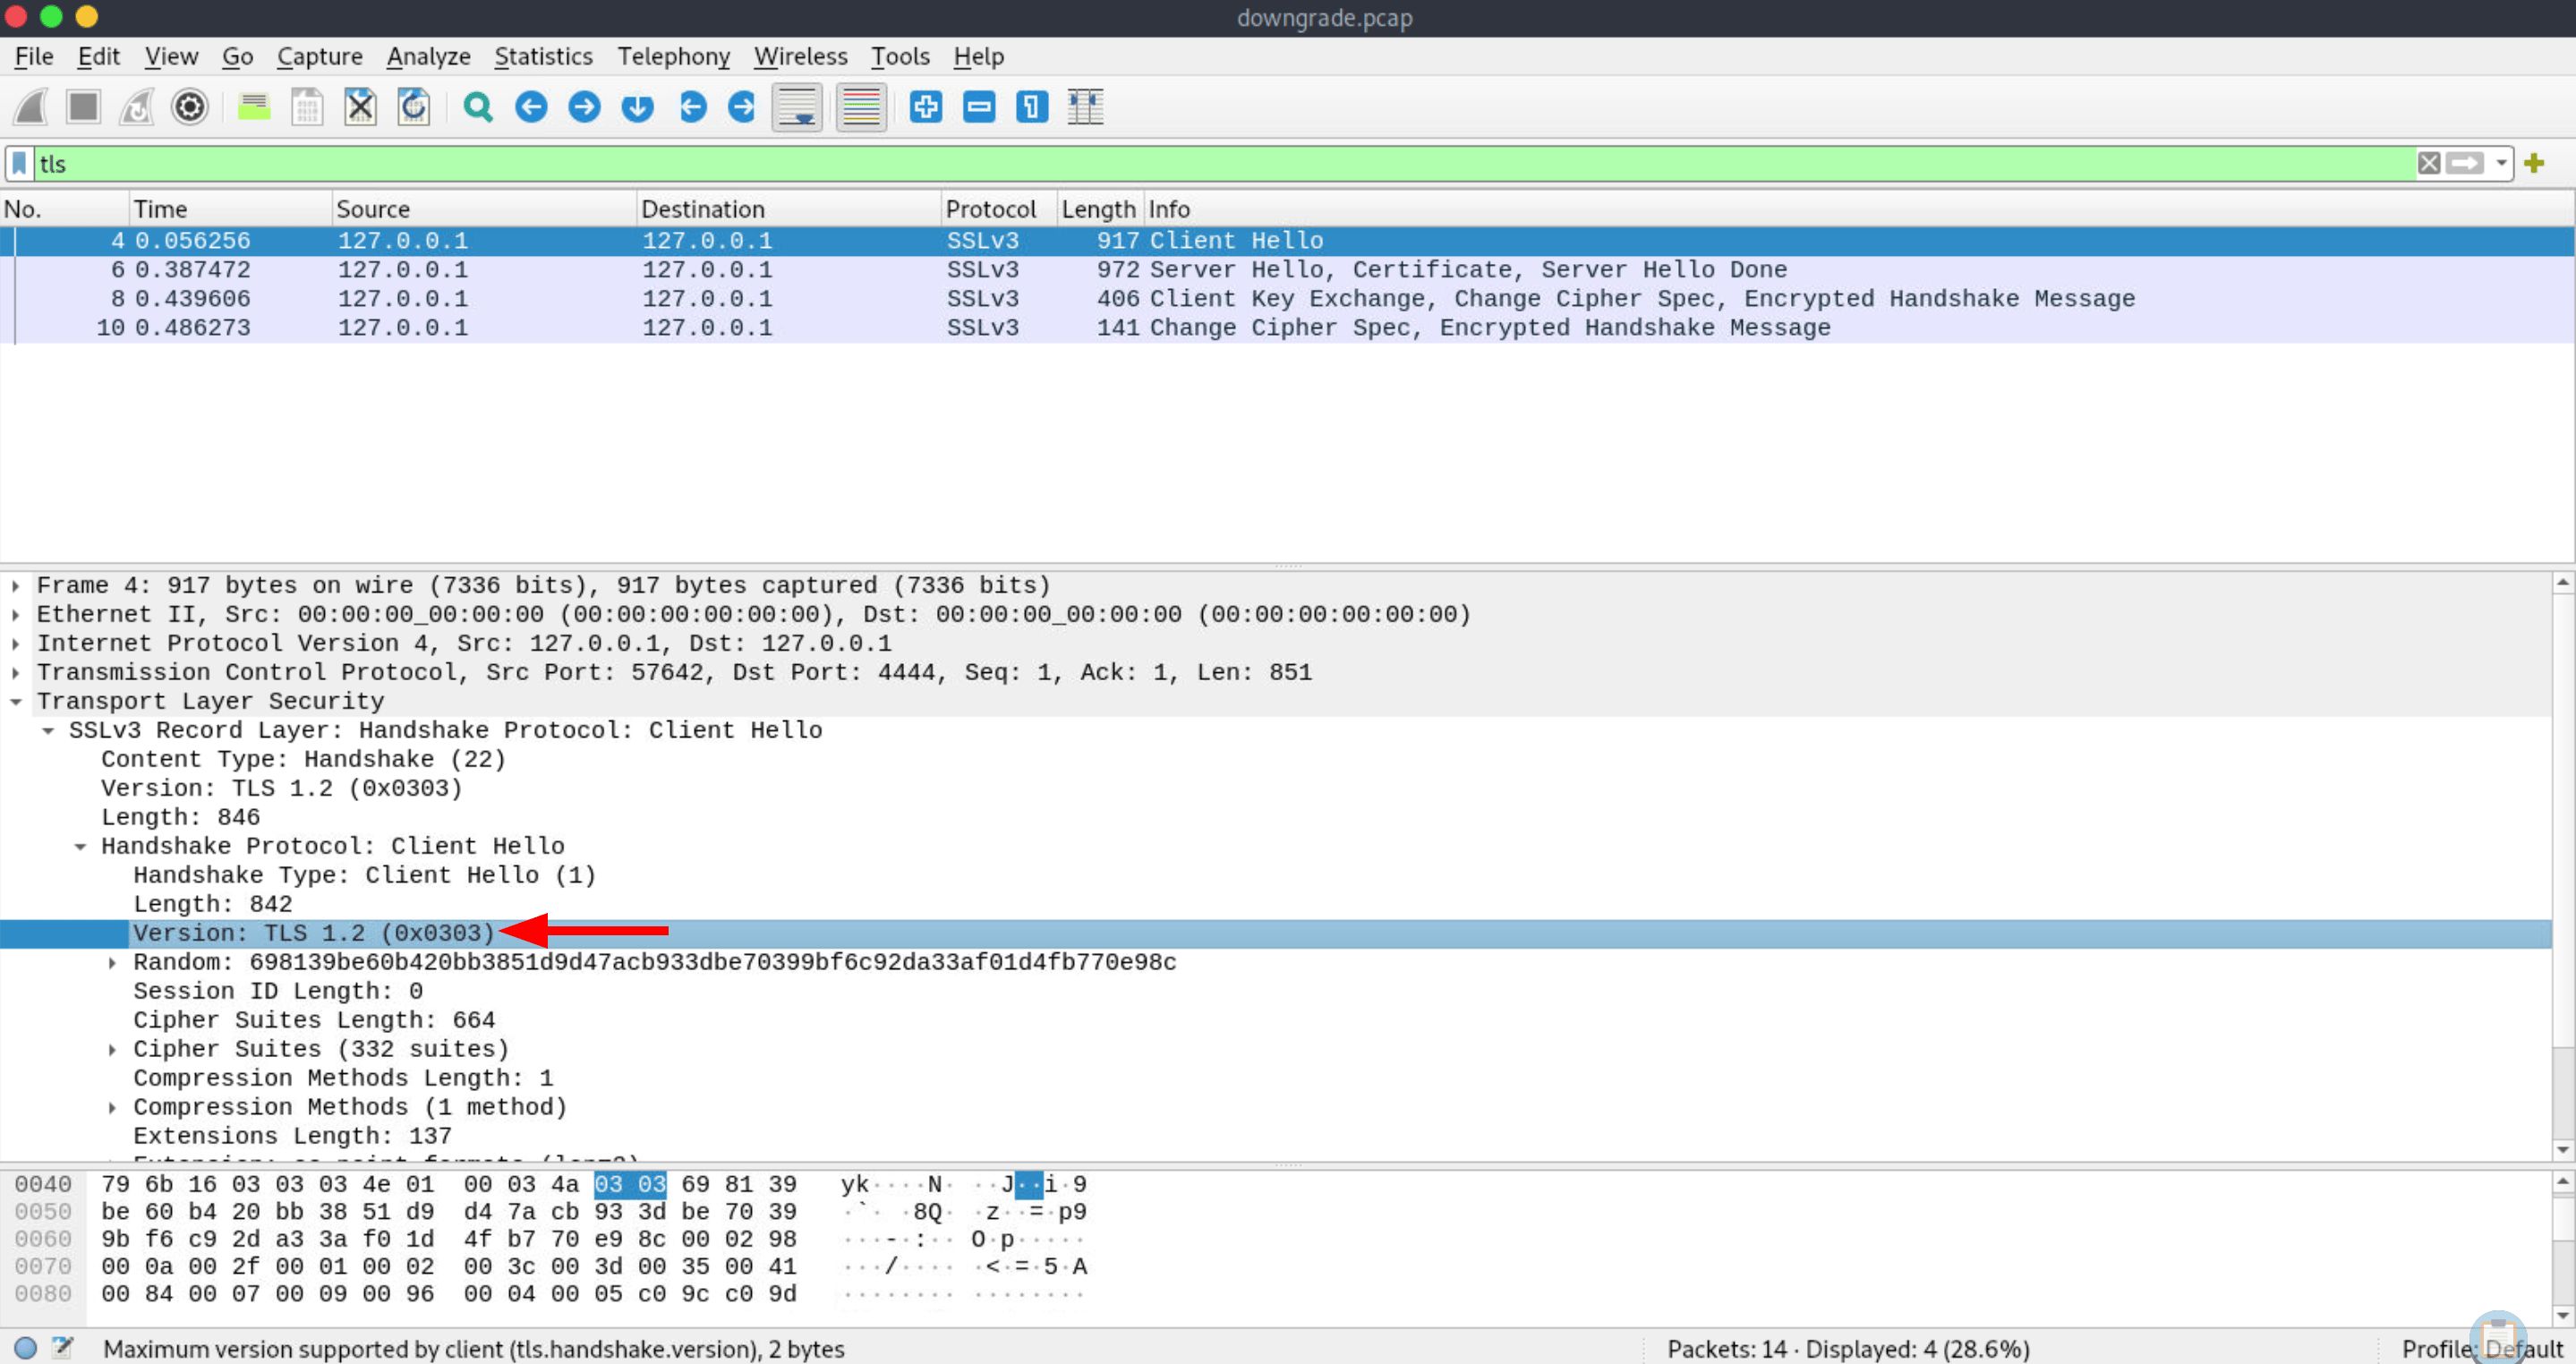 downgrade.pcap
File Edit View Go Capture Analyze Statistics Telephony Wireless Tools Help
tls
No. Time Source Destination Protocol Length Info
4 0.056256 127.0.0.1 127.0.0.1 SSLv3 917 Client Hello
6 0.387472 127.0.0.1 127.0.0.1 SSLv3 972 Server Hello, Certificate, Server Hello Done
8 0.439606 127.0.0.1 127.0.0.1 SSLv3 406 Client Key Exchange, Change Cipher Spec, Encrypted Handshake Message
10 0.486273 127.0.0.1 127.0.0.1 SSLv3 141 Change Cipher Spec, Encrypted Handshake Message
Frame 4: 917 bytes on wire (7336 bits), 917 bytes captured (7336 bits)
Ethernet II, Src: 00:00:00_00:00:00 (00:00:00:00:00:00), Dst: 00:00:00_00:00:00 (00:00:00:00:00:00)
Internet Protocol Version 4, Src: 127.0.0.1, Dst: 127.0.0.1
Transmission Control Protocol, Src Port: 57642, Dst Port: 4444, Seq: 1, Ack: 1, Len: 851
Transport Layer Security
SSLv3 Record Layer: Handshake Protocol: Client Hello
Content Type: Handshake (22)
Version: TLS 1.2 (0x0303)
Length: 846
Handshake Protocol: Client Hello
Handshake Type: Client Hello (1)
Length: 842
Version: TLS 1.2 (0x0303)
Random: 698139be60b420bb3851d9d47acb933dbe70399bf6c92da33af01d4fb770e98c
Session ID Length: 0
Cipher Suites Length: 664
Cipher Suites (332 suites)
Compression Methods Length: 1
Compression Methods (1 method)
Extensions Length: 137
0040 79 6b 16 03 03 03 4e 01 00 03 4a 03 03 69 81 39 yk····N· ··J··i·9
0050 be 60 b4 20 bb 38 51 d9 d4 7a cb 93 3d be 70 39 ·`· ·8Q· ·z··=·p9
0060 9b f6 c9 2d a3 3a f0 1d 4f b7 70 e9 8c 00 02 98 ···-·:·· O·p·····
0070 00 0a 00 2f 00 01 00 02 00 3c 00 3d 00 35 00 41 ···/···· ·<·=·5·A
0080 00 84 00 07 00 09 00 96 00 04 00 05 c0 9c c0 9d ········ ········
Maximum version supported by client (tls.handshake.version), 2 bytes Packets: 14 · Displayed: 4 (28.6%) Profile: Default